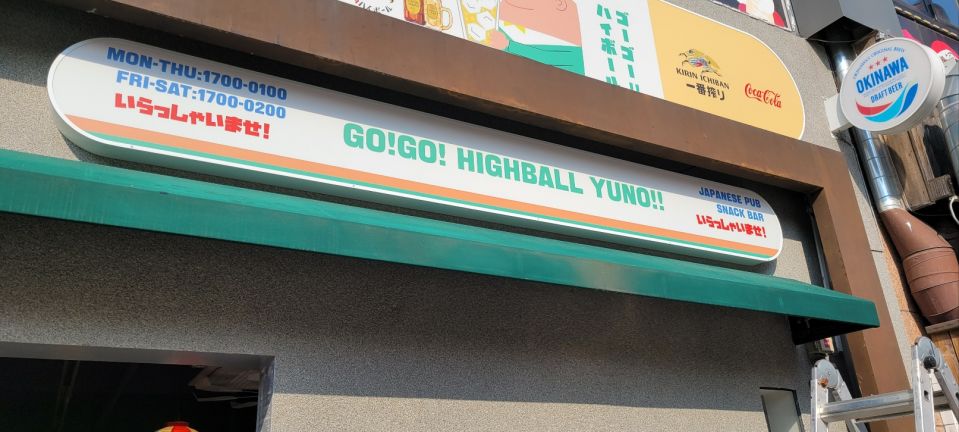 ゴーゴー!
ハイボール
KIRIN ICHIBAN
一番搾り
Coca-Cola
OKINAWA
DRAFT BEER
MON-THU:1700-0100
FRI-SAT:1700-0200
いらっしゃいませ!
GO!GO! HIGHBALL YUNO!!
JAPANESE PUB
SNACK BAR
いらっしゃいませ!